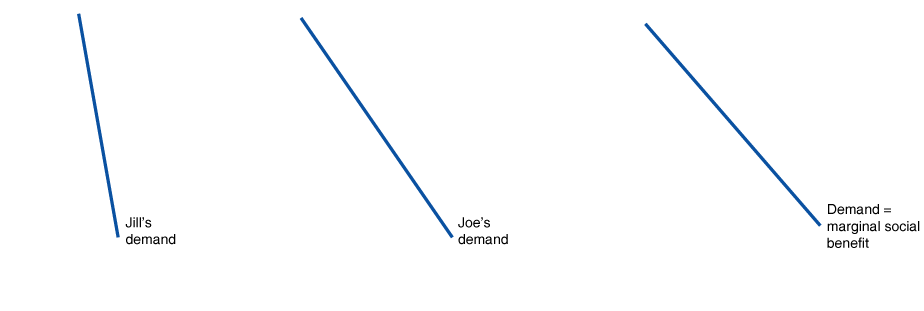 Jill's
demand
Joe's
demand
Demand =
marginal social
benefit